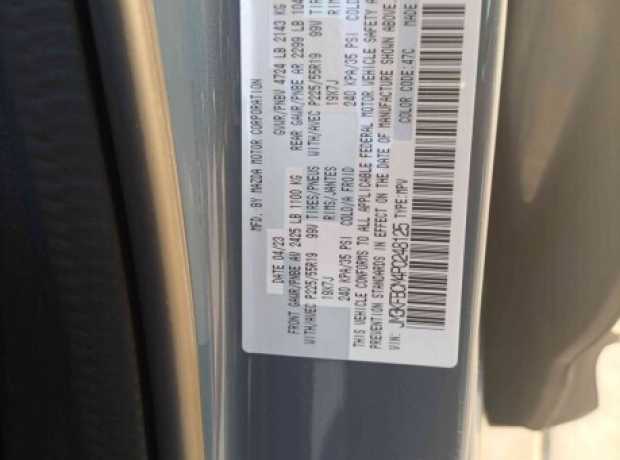 MFD. BY MAZDA MOTOR CORPORATION
DATE 04/23 GVWR/PNBV 4724 LB 2143 KG
FRONT GAWR/PNBE AV 2425 LB 1100 KG REAR GAWR/PNBE AR 2299 LB 104
WITH/AVEC P225/55R19 99V TIRES/PNEUS WITH/AVEC P225/55R19 99V TIRES
19X7J RIMS/JANTES 19X7J RIMS
240 KPA/35 PSI COLD/A FROID 240 KPA/35 PSI COLD
THIS VEHICLE CONFORMS TO ALL APPLICABLE FEDERAL MOTOR VEHICLE SAFETY A
PREVENTION STANDARDS IN EFFECT ON THE DATE OF MANUFACTURE SHOWN ABOVE
VIN: JM3KFBCM4P0248125 TYPE:MPV COLOR CODE:47C MADE